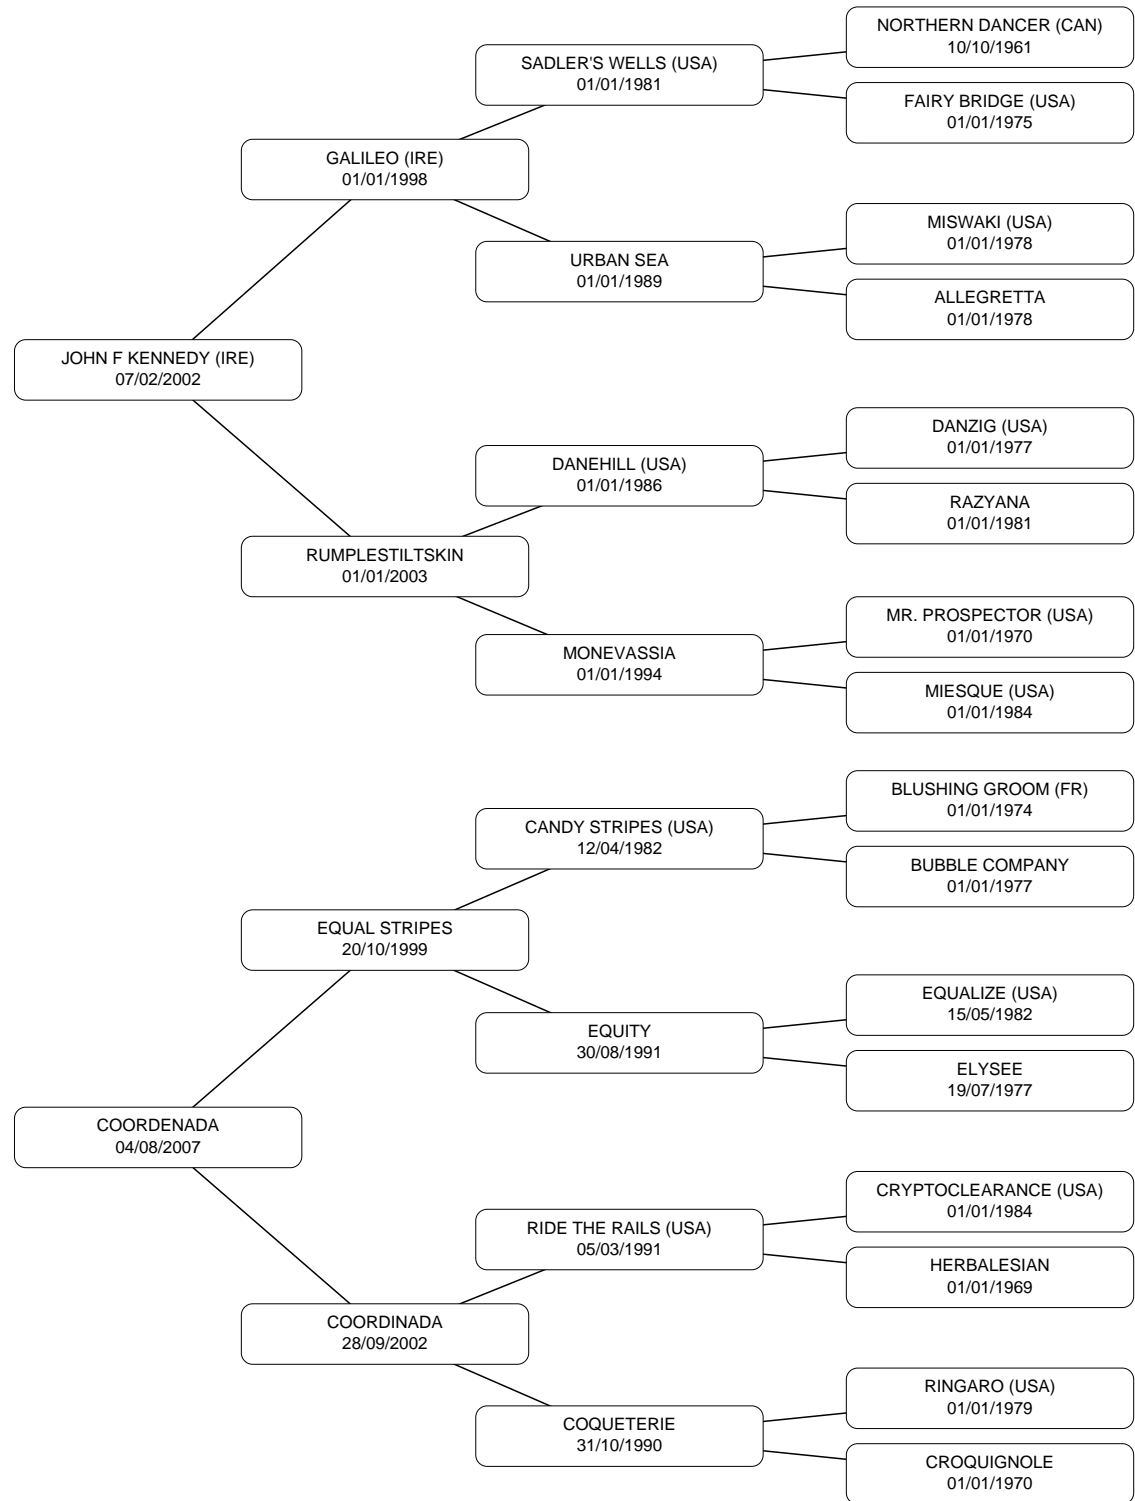 NORTHERN DANCER (CAN)
10/10/1961
SADLER'S WELLS (USA)
01/01/1981
FAIRY BRIDGE (USA)
01/01/1975
GALILEO (IRE)
01/01/1998
MISWAKI (USA)
01/01/1978
URBAN SEA
01/01/1989
ALLEGRETTA
01/01/1978
JOHN F KENNEDY (IRE)
07/02/2002
DANZIG (USA)
01/01/1977
DANEHILL (USA)
01/01/1986
RAZYANA
01/01/1981
RUMPLESTILTSKIN
01/01/2003
MR. PROSPECTOR (USA)
01/01/1970
MONEVASSIA
01/01/1994
MIESQUE (USA)
01/01/1984
BLUSHING GROOM (FR)
01/01/1974
CANDY STRIPES (USA)
12/04/1982
BUBBLE COMPANY
01/01/1977
EQUAL STRIPES
20/10/1999
EQUALIZE (USA)
15/05/1982
EQUITY
30/08/1991
ELYSEE
19/07/1977
COORDENADA
04/08/2007
CRYPTOCLEARANCE (USA)
01/01/1984
RIDE THE RAILS (USA)
05/03/1991
HERBALESIAN
01/01/1969
COORDINADA
28/09/2002
RINGARO (USA)
01/01/1979
COQUETERIE
31/10/1990
CROQUIGNOLE
01/01/1970